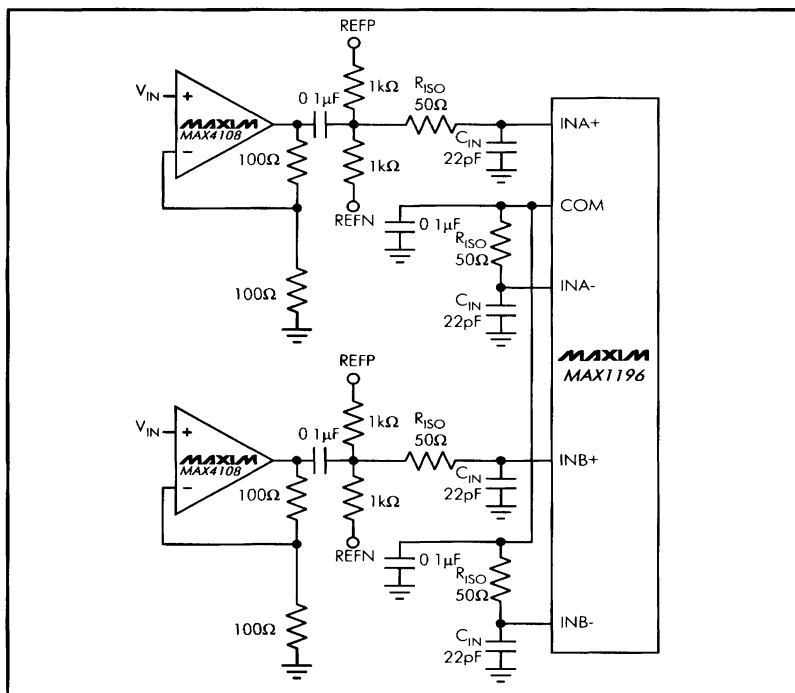 REFP
VIN
+
MAXIM
MAX4108
−
0 1µF
1kΩ
RISO
50Ω
INA+
100Ω
1kΩ
CIN
22pF
REFN
0 1µF
COM
RISO
50Ω
INA-
100Ω
CIN
22pF
MAXIM
MAX1196
REFP
VIN
+
MAXIM
MAX4108
−
0 1µF
1kΩ
RISO
50Ω
INB+
100Ω
1kΩ
CIN
22pF
REFN
0 1µF
RISO
50Ω
100Ω
INB-
CIN
22pF